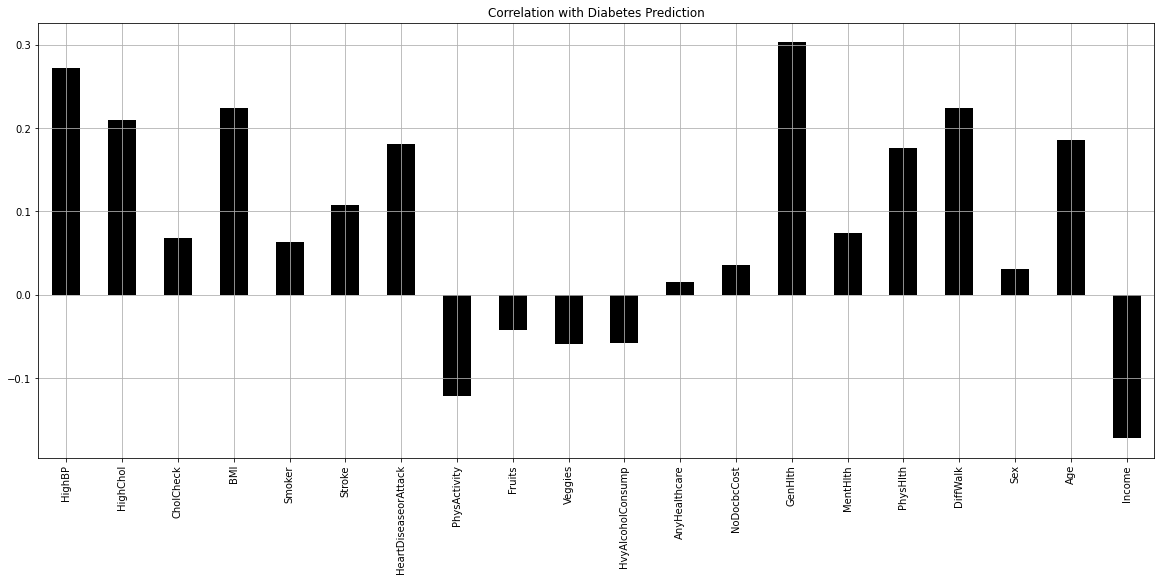 Correlation with Diabetes Prediction
0.3
0.2
0.1
0.0
−0.1
HighBP
HighChol
CholCheck
BMI
Smoker
Stroke
HeartDiseaseorAttack
PhysActivity
Fruits
Veggies
HvyAlcoholConsump
AnyHealthcare
NoDocbcCost
GenHlth
MentHlth
PhysHlth
DiffWalk
Sex
Age
Income